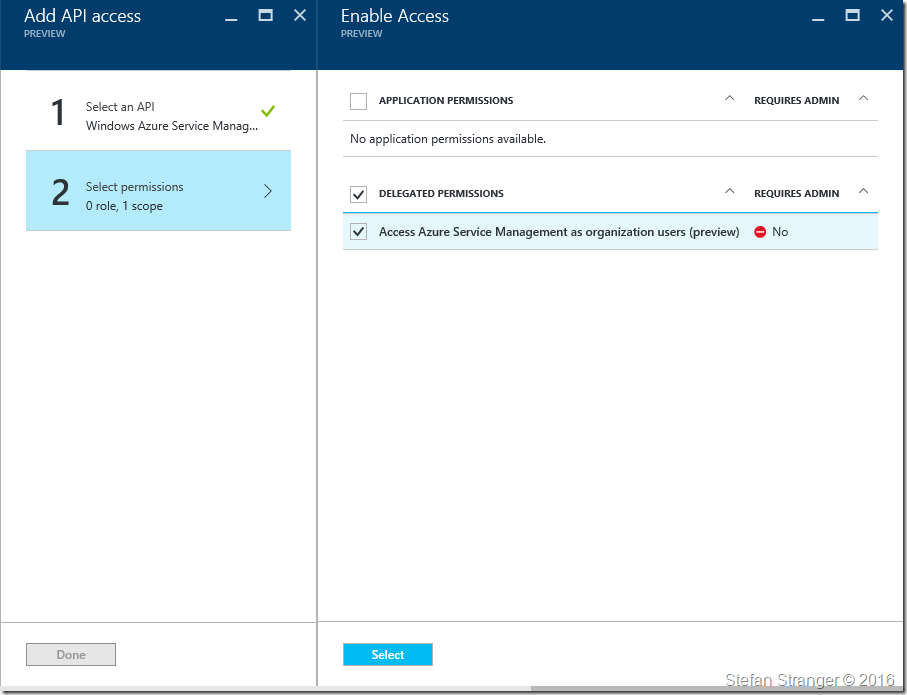 Add API access
PREVIEW
1
Select an API
Windows Azure Service Manag...
2
Select permissions
0 role, 1 scope
Done
Enable Access
PREVIEW
APPLICATION PERMISSIONS
REQUIRES ADMIN
No application permissions available.
DELEGATED PERMISSIONS
REQUIRES ADMIN
Access Azure Service Management as organization users (preview)
No
Select
Stefan Stranger © 2016